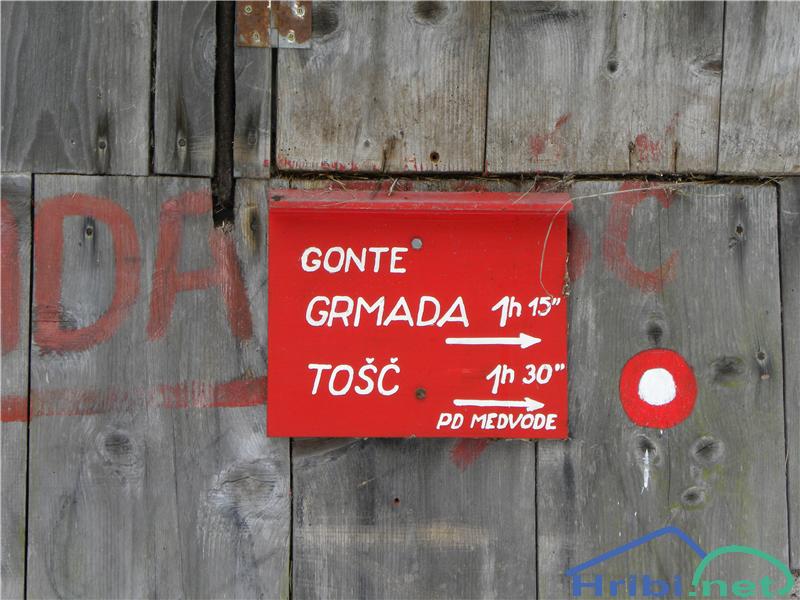 GONTE
GRMADA 1h 15"
TOŠČ 1h 30"
PD MEDVODE
Hribi.net